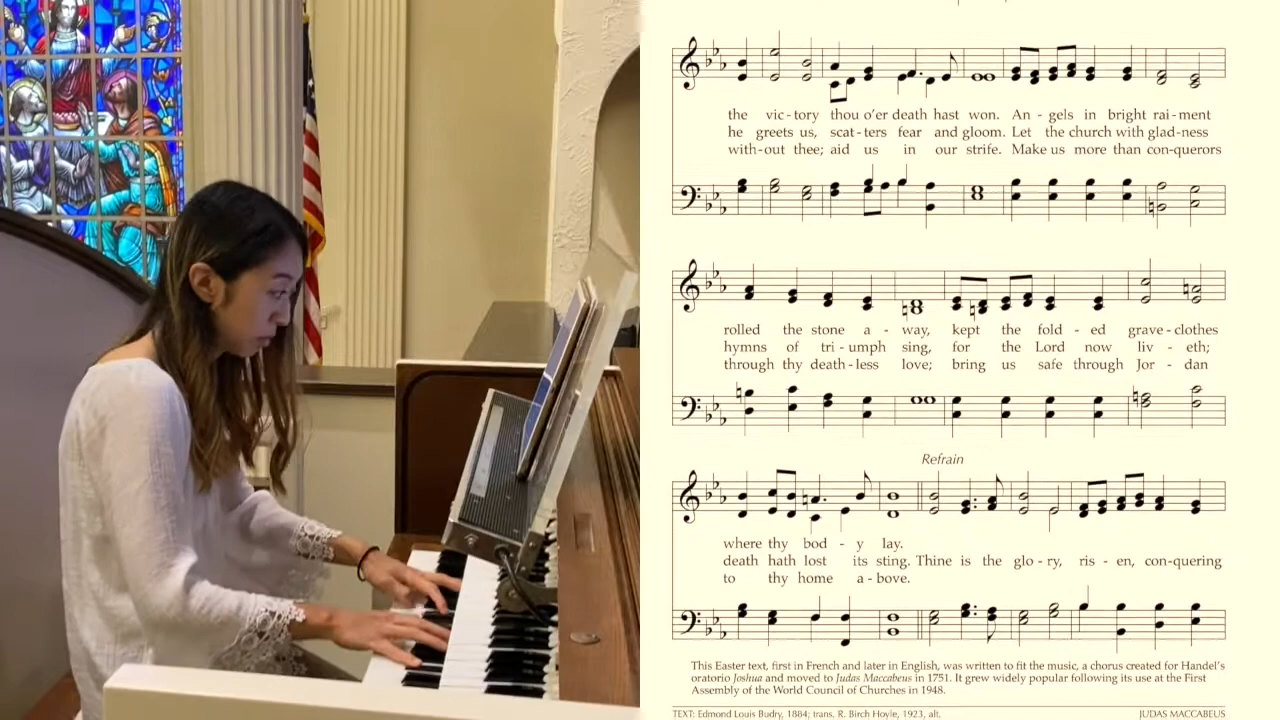 the vic - tory thou o'er death hast won. An - gels in bright rai - ment
he greets us, scat - ters fear and gloom. Let the church with glad - ness
with - out thee; aid us in our strife. Make us more than con - querors
rolled the stone a - way, kept the fold - ed grave - clothes
hymns of tri - umph sing, for the Lord now liv - eth;
through thy death - less love; bring us safe through Jor - dan
Refrain
where thy bod - y lay.
death hath lost its sting. Thine is the glo - ry, ris - en, con - quering
to thy home a - bove.
This Easter text, first in French and later in English, was written to fit the music, a chorus created for Handel's
oratorio Joshua and moved to Judas Maccabeus in 1751. It grew widely popular following its use at the First
Assembly of the World Council of Churches in 1948.
TEXT: Edmond Louis Budry, 1884; trans. R. Birch Hoyle, 1923, alt.
JUDAS MACCABEUS